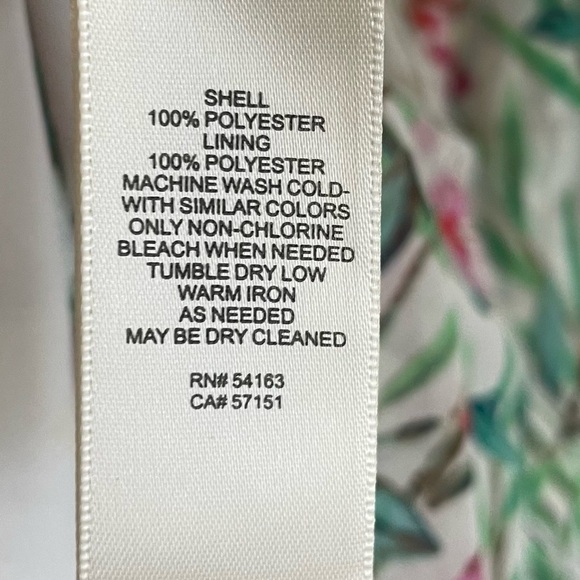 SHELL
100% POLYESTER
LINING
100% POLYESTER
MACHINE WASH COLD-
WITH SIMILAR COLORS
ONLY NON-CHLORINE
BLEACH WHEN NEEDED
TUMBLE DRY LOW
WARM IRON
AS NEEDED
MAY BE DRY CLEANED
RN# 54163
CA# 57151